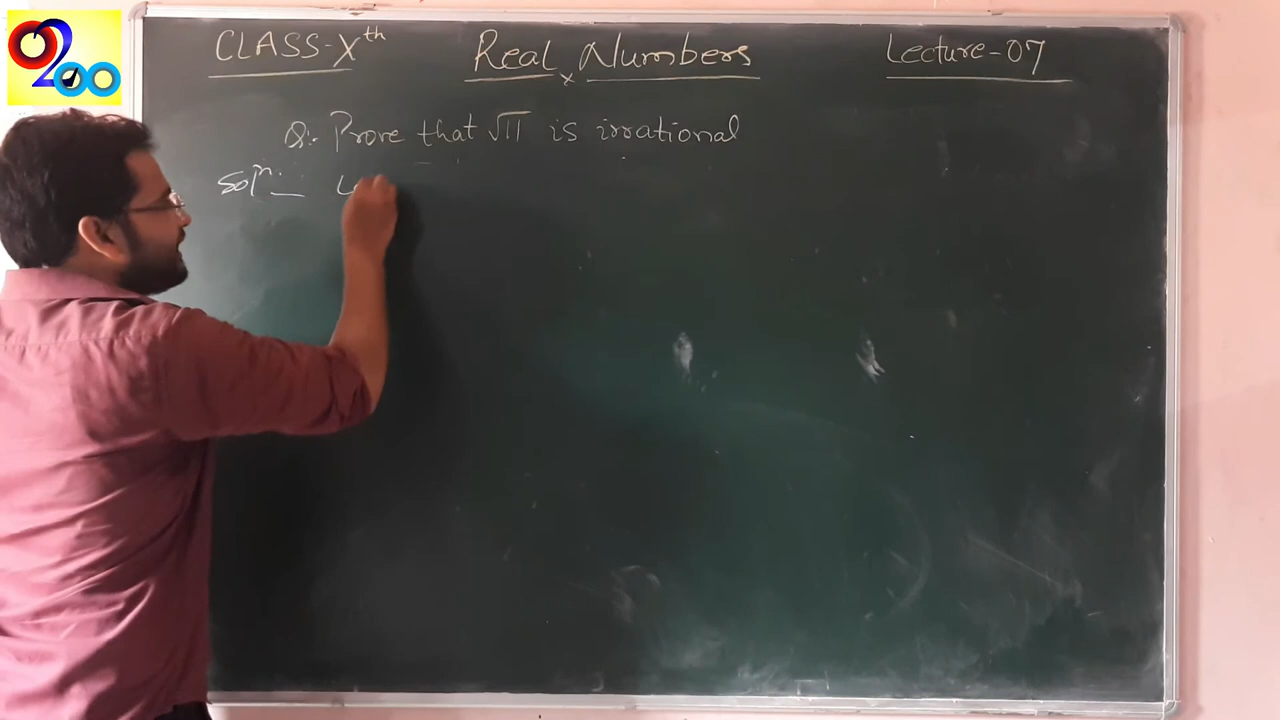 CLASS-Xth Real Numbers Lecture-07
Q:- Prove that √11 is irrational
Solⁿ:-